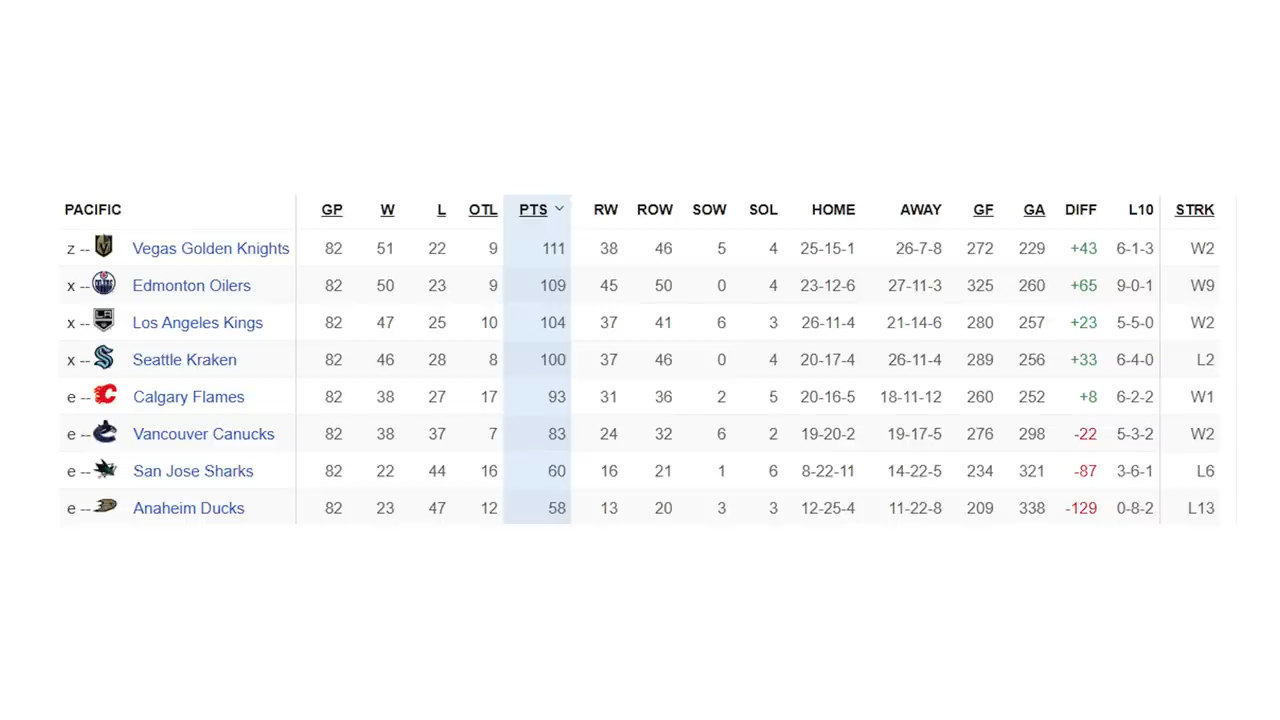 PACIFIC GP W L OTL PTS RW ROW SOW SOL HOME AWAY GF GA DIFF L10 STRK
z -- Vegas Golden Knights 82 51 22 9 111 38 46 5 4 25-15-1 26-7-8 272 229 +43 6-1-3 W2
x -- Edmonton Oilers 82 50 23 9 109 45 50 0 4 23-12-6 27-11-3 325 260 +65 9-0-1 W9
x -- LA Los Angeles Kings 82 47 25 10 104 37 41 6 3 26-11-4 21-14-6 280 257 +23 5-5-0 W2
x -- Seattle Kraken 82 46 28 8 100 37 46 0 4 20-17-4 26-11-4 289 256 +33 6-4-0 L2
e -- Calgary Flames 82 38 27 17 93 31 36 2 5 20-16-5 18-11-12 260 252 +8 6-2-2 W1
e -- Vancouver Canucks 82 38 37 7 83 24 32 6 2 19-20-2 19-17-5 276 298 -22 5-3-2 W2
e -- San Jose Sharks 82 22 44 16 60 16 21 1 6 8-22-11 14-22-5 234 321 -87 3-6-1 L6
e -- Anaheim Ducks 82 23 47 12 58 13 20 3 3 12-25-4 11-22-8 209 338 -129 0-8-2 L13